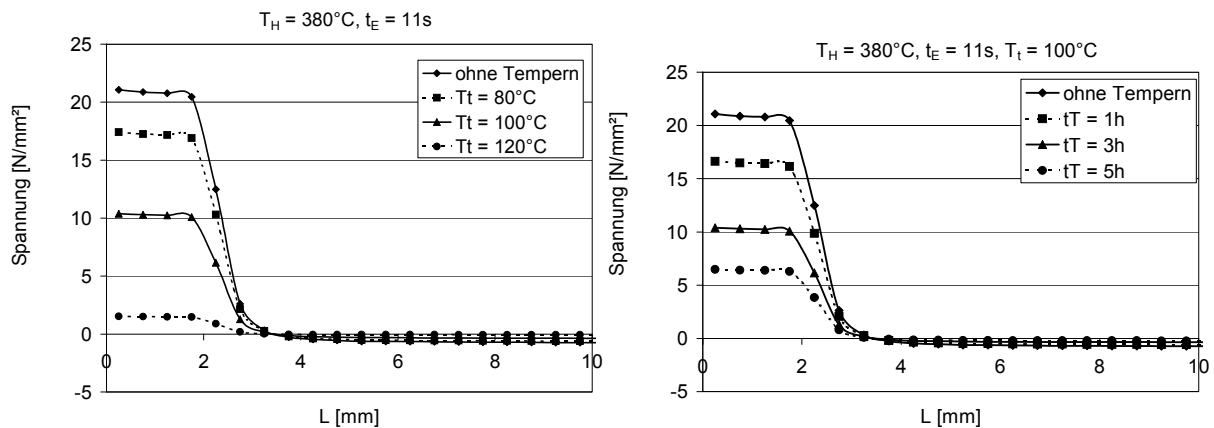 T_H = 380°C, t_E = 11s
Spannung [N/mm²]
25
20
15
10
5
0
-5
0 2 4 6 8 10
L [mm]
ohne Tempern
Tt = 80°C
Tt = 100°C
Tt = 120°C
T_H = 380°C, t_E = 11s, T_t = 100°C
Spannung [N/mm²]
25
20
15
10
5
0
-5
0 2 4 6 8 10
L [mm]
ohne Tempern
tT = 1h
tT = 3h
tT = 5h